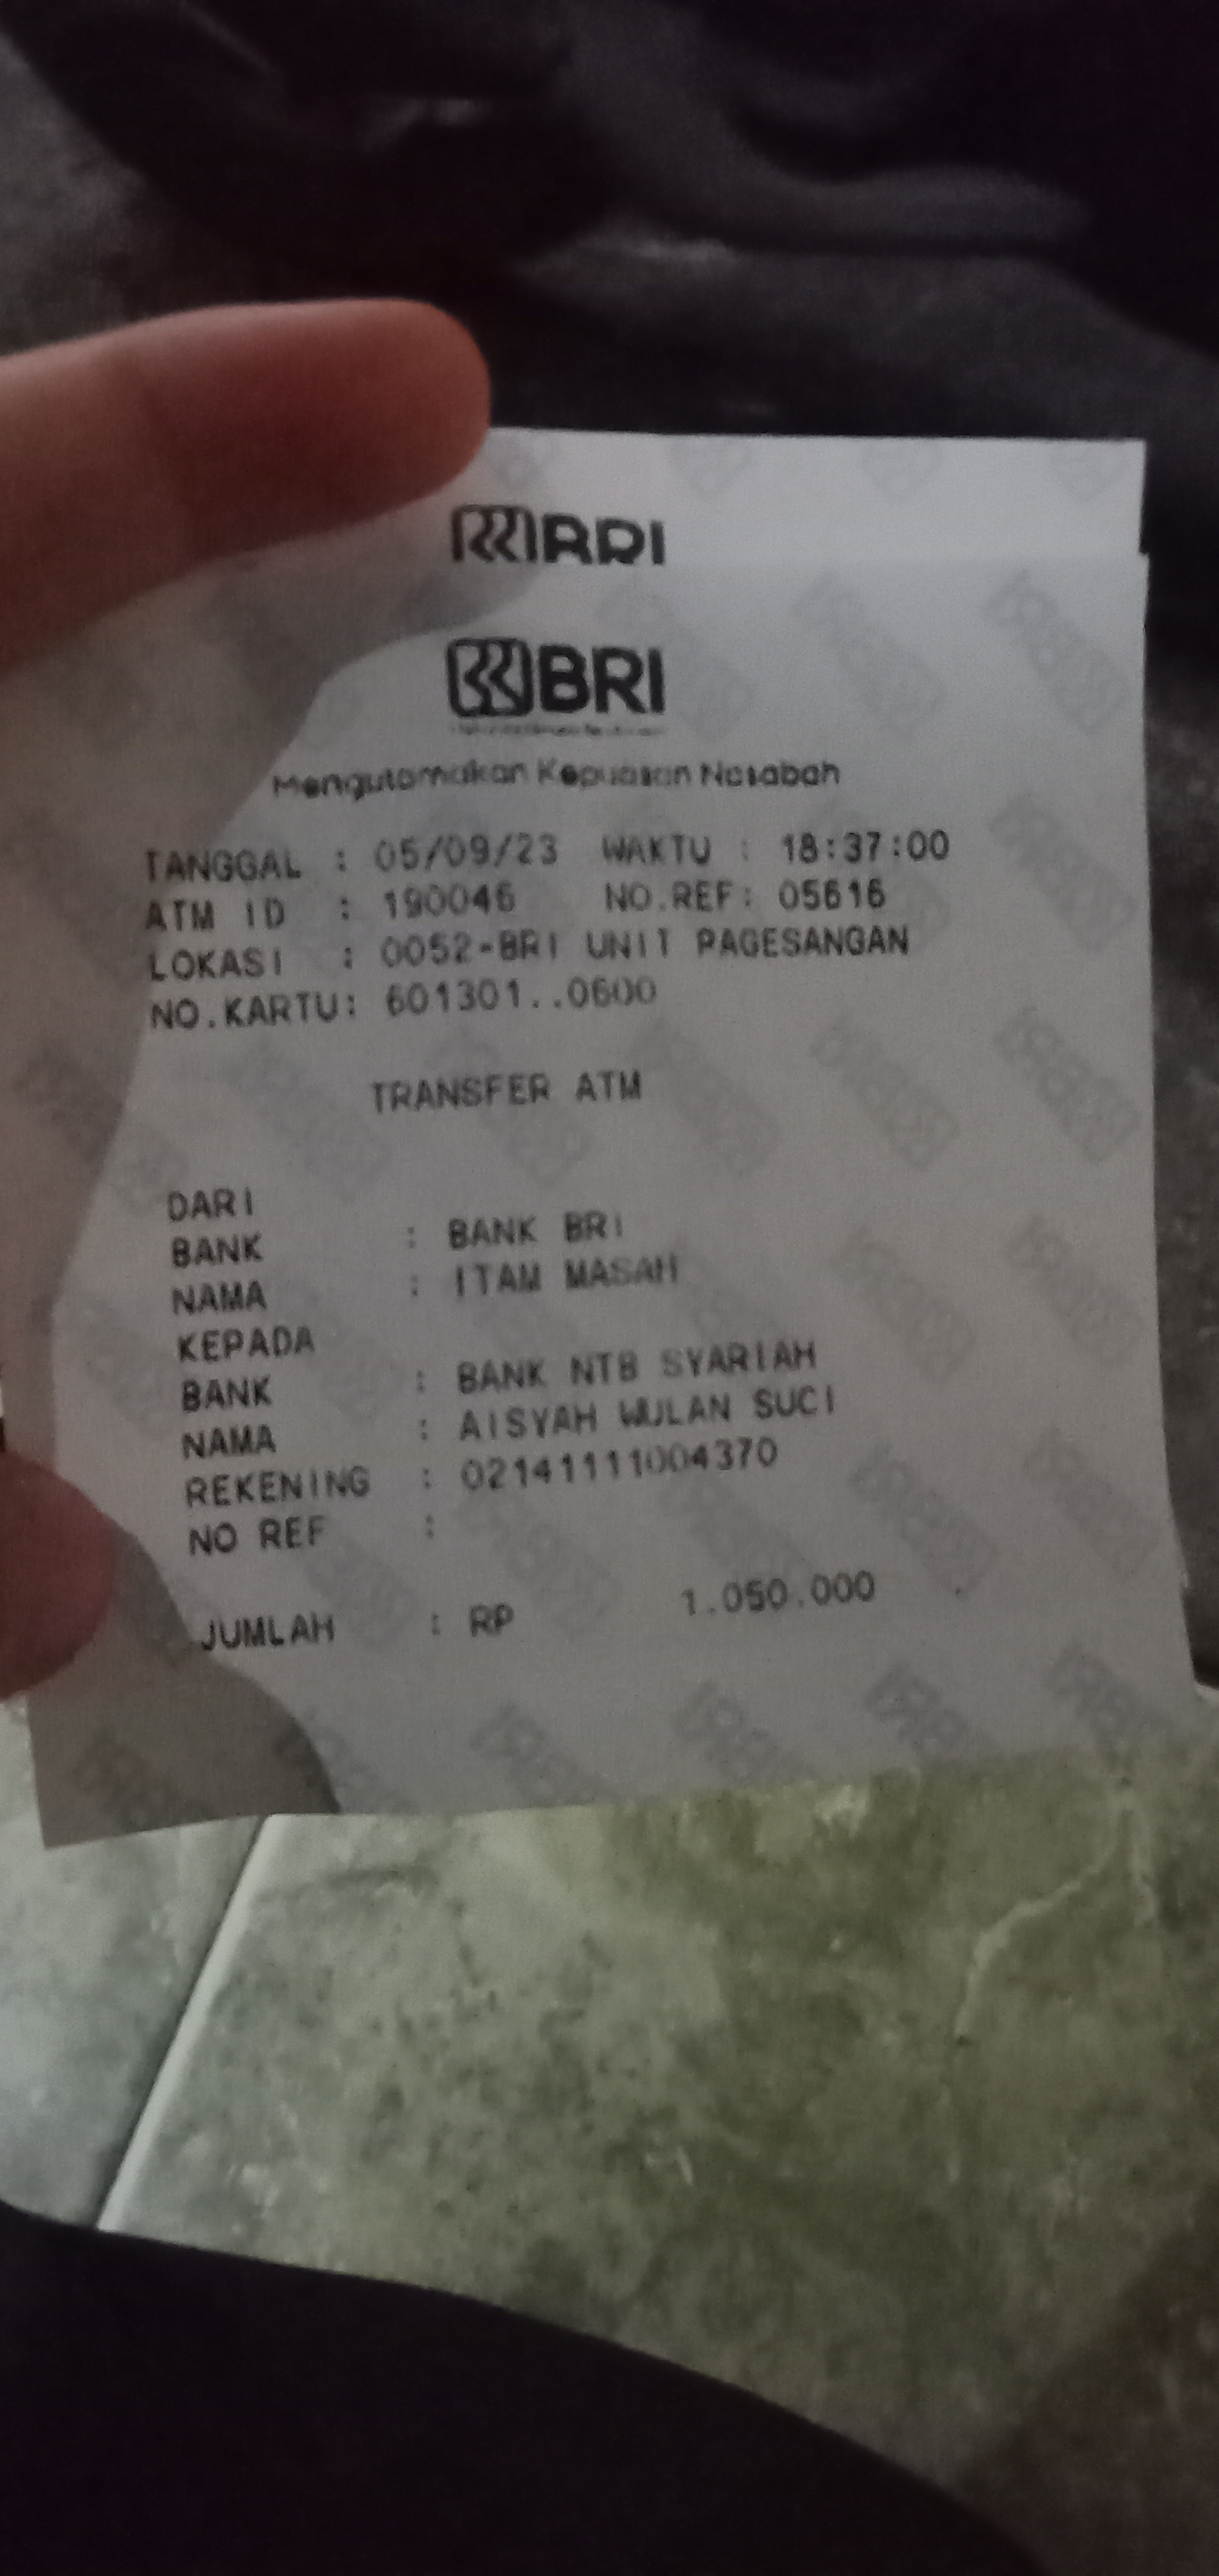 BRI
Mengutamakan Kepuasan Nasabah
TANGGAL : 05/09/23 WAKTU : 18:37:00
ATM ID : 190046 NO.REF: 05616
LOKASI : 0052-BRI UNIT PAGESANGAN
NO.KARTU: 601301..0600
TRANSFER ATM
DARI
BANK : BANK BRI
NAMA : ITAM MASAH
KEPADA
BANK : BANK NTB SYARIAH
NAMA : AISYAH WULAN SUCI
REKENING : 02141111004370
NO REF :
JUMLAH : RP 1.050.000